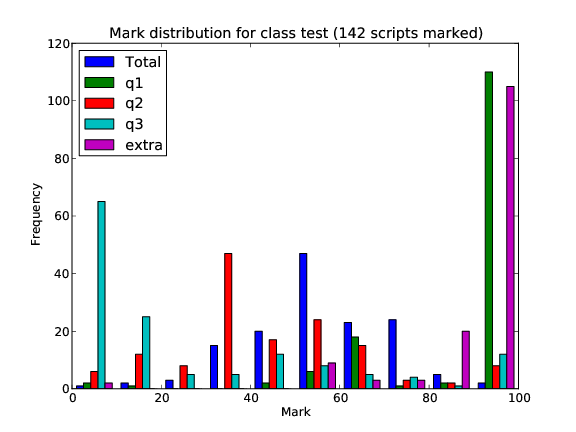 Mark distribution for class test (142 scripts marked)
120
100
80
60
40
20
0
Frequency
Total
q1
q2
q3
extra
0 20 40 60 80 100
Mark